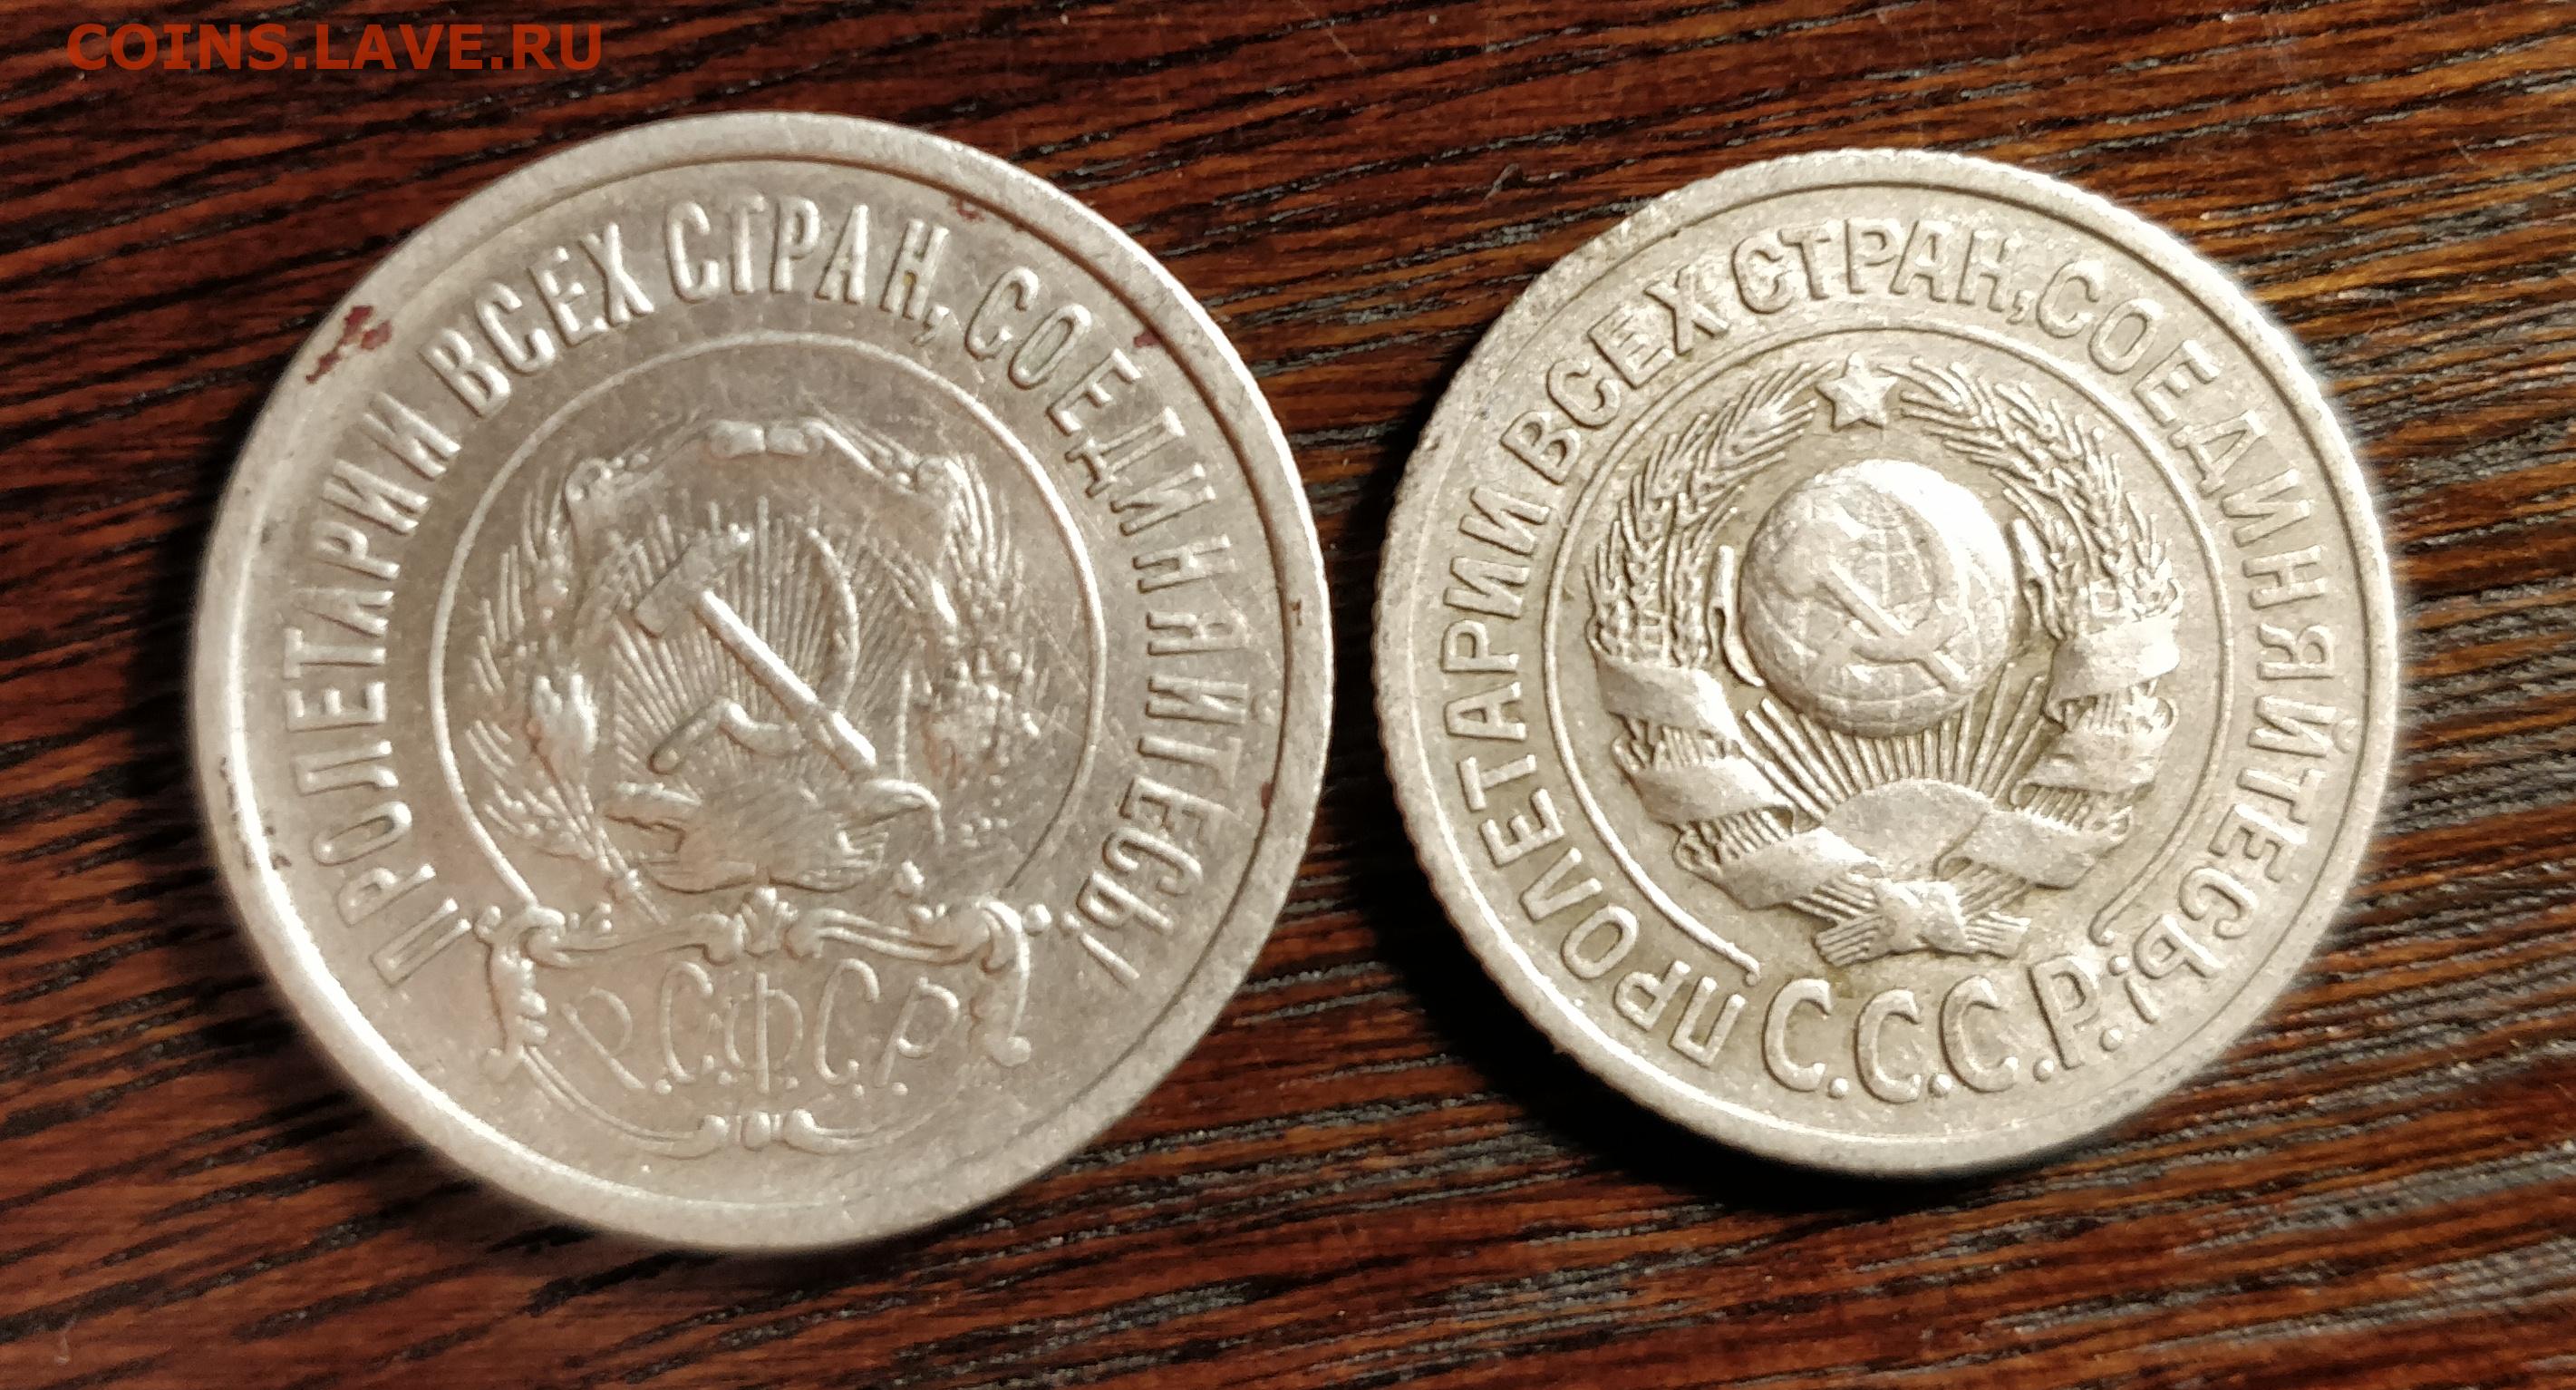 COINS.LAVE.RU
ПРОЛЕТАРИИ ВСЕХ СТРАН, СОЕДИНЯЙТЕСЬ!
Р.С.Ф.С.Р.
ПРОЛЕТАРИИ ВСЕХ СТРАН, СОЕДИНЯЙТЕСЬ!
С.С.С.Р.